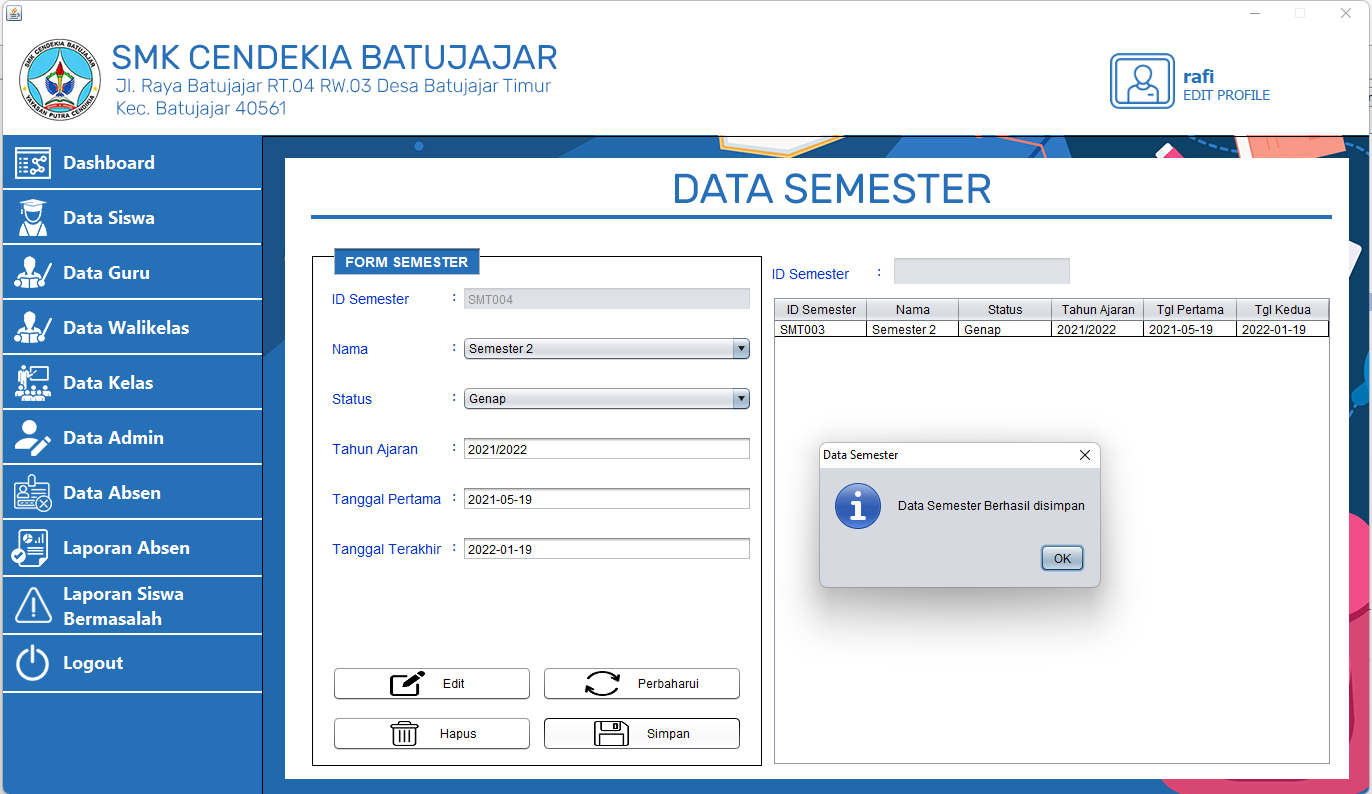 SMK CENDEKIA BATUJAJAR
YAYASAN PUTRA CENDIKIA
SMK CENDEKIA BATUJAJAR
Jl. Raya Batujajar RT.04 RW.03 Desa Batujajar Timur
Kec. Batujajar 40561
rafi
EDIT PROFILE
Dashboard
Data Siswa
Data Guru
Data Walikelas
Data Kelas
Data Admin
Data Absen
Laporan Absen
Laporan Siswa
Bermasalah
Logout
DATA SEMESTER
FORM SEMESTER
ID Semester : SMT004
Nama : Semester 2
Status : Genap
Tahun Ajaran : 2021/2022
Tanggal Pertama : 2021-05-19
Tanggal Terakhir : 2022-01-19
Edit Perbaharui
Hapus Simpan
ID Semester :
ID Semester Nama Status Tahun Ajaran Tgl Pertama Tgl Kedua
SMT003 Semester 2 Genap 2021/2022 2021-05-19 2022-01-19
Data Semester
Data Semester Berhasil disimpan
OK